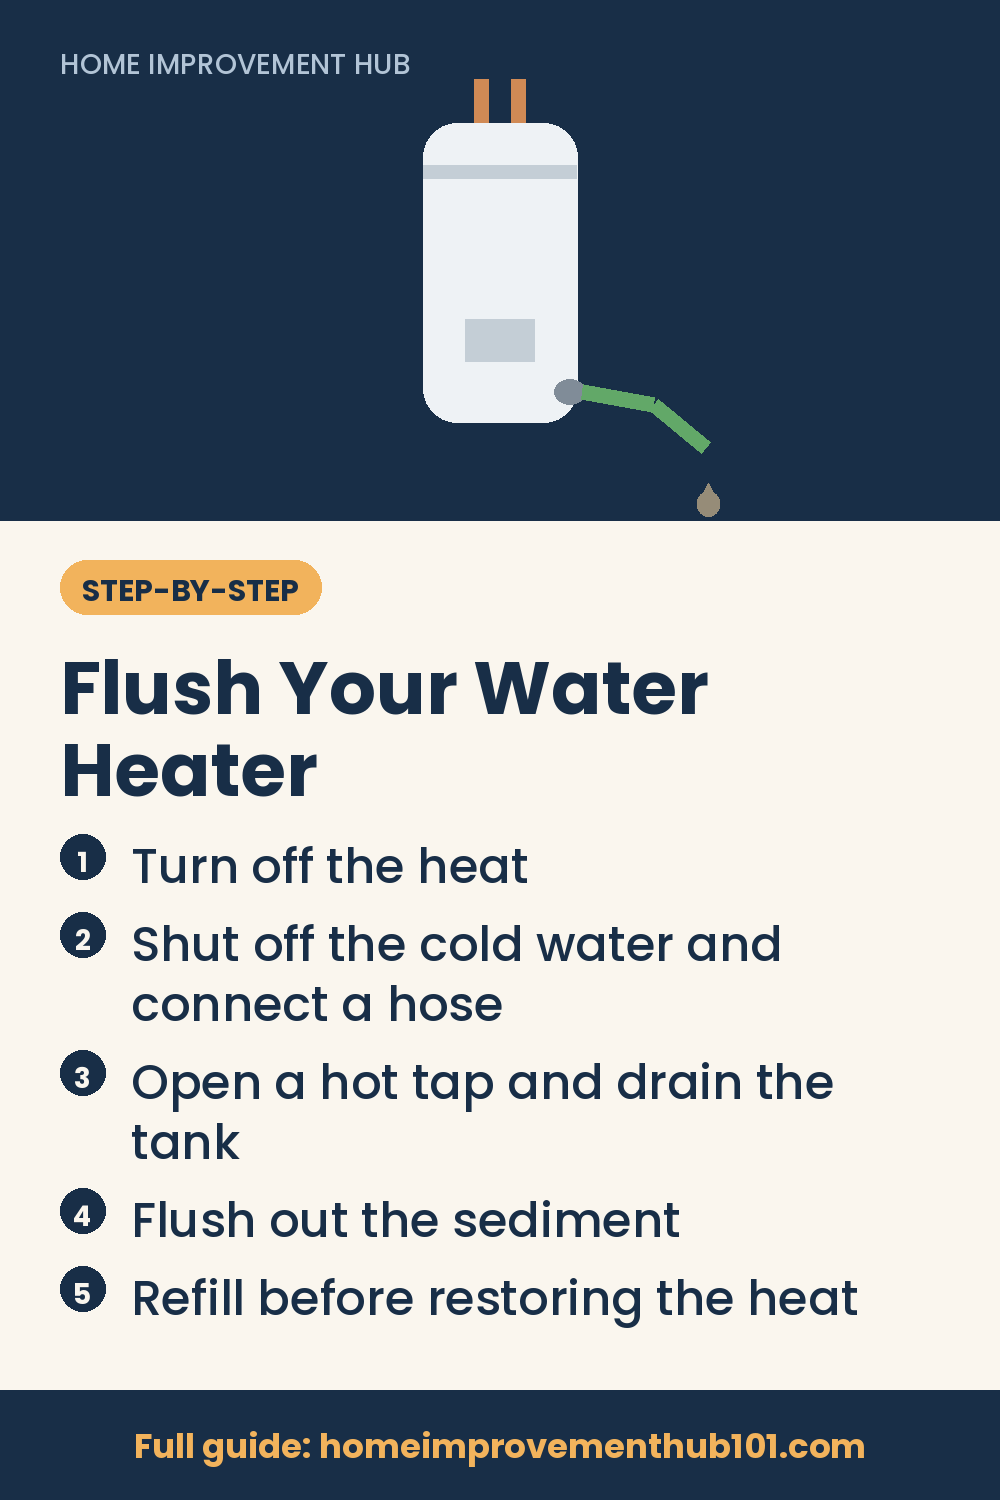 HOME IMPROVEMENT HUB
STEP-BY-STEP
Flush Your Water
Heater
1 Turn off the heat
2 Shut off the cold water and
connect a hose
3 Open a hot tap and drain the
tank
4 Flush out the sediment
5 Refill before restoring the heat
Full guide: homeimprovementhub101.com